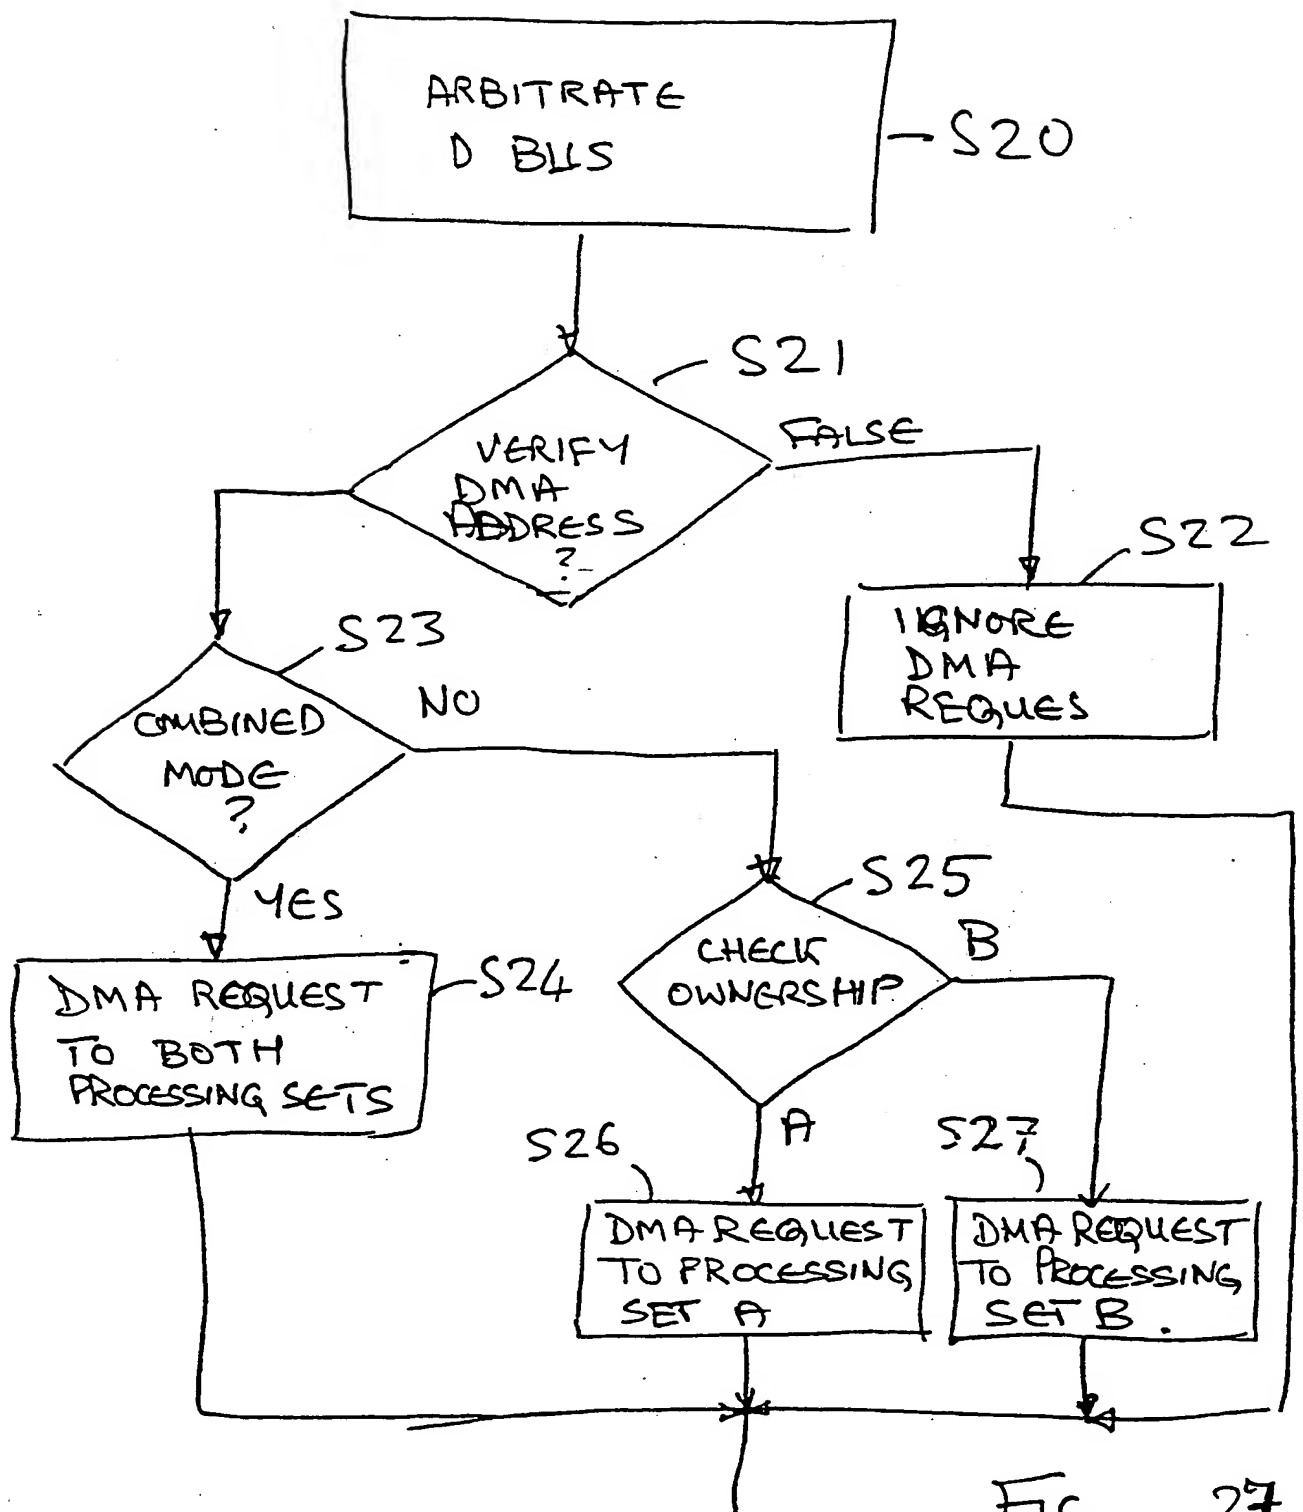 ARBITRATE
D BUS
S20
S21
VERIFY
DMA
ADDRESS
?
FALSE
S22
IGNORE
DMA
REQUES
S23
COMBINED
MODE
?
NO
YES
S24
DMA REQUEST
TO BOTH
PROCESSING SETS
S25
CHECK
OWNERSHIP
B
A
S26
DMA REQUEST
TO PROCESSING
SET A
S27
DMA REQUEST
TO PROCESSING
SET B.
27